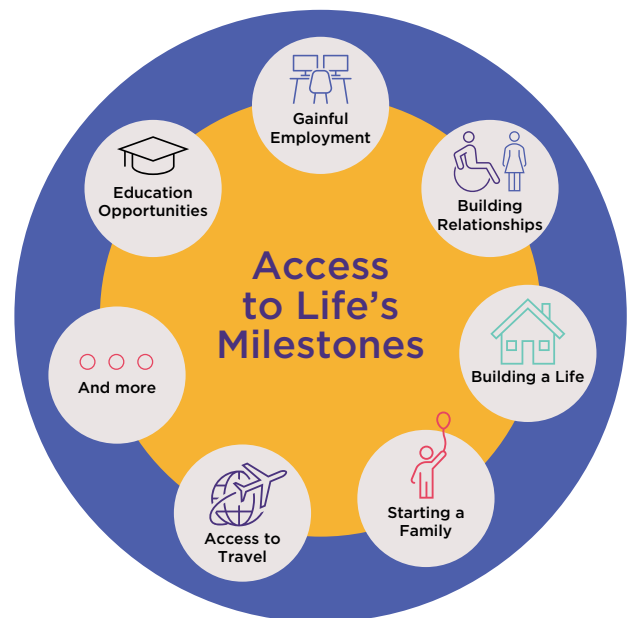 Access
to Life's
Milestones
Gainful
Employment
Building
Relationships
Building a Life
Starting a
Family
Access to
Travel
And more
Education
Opportunities